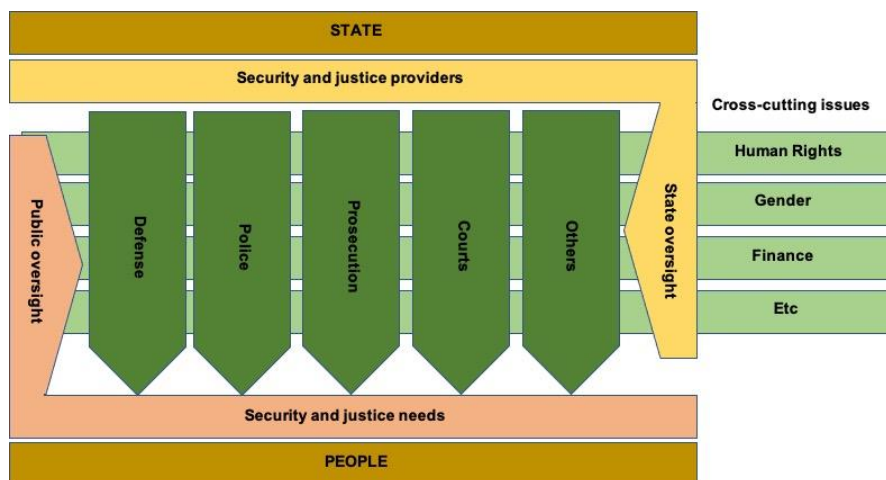 STATE
Security and justice providers
Cross-cutting issues
Human Rights
Gender
Finance
Etc
Public oversight
Defense
Police
Prosecution
Courts
Others
State oversight
Security and justice needs
PEOPLE